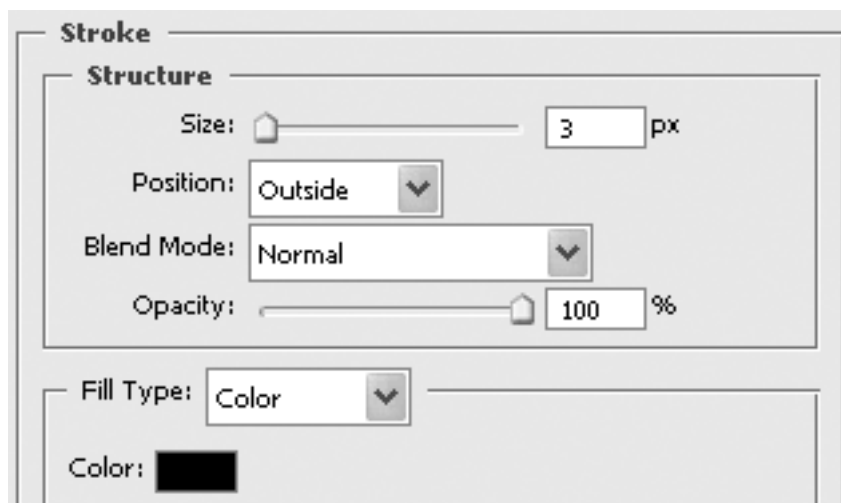 Stroke
Structure
Size: 3 px
Position: Outside
Blend Mode: Normal
Opacity: 100 %
Fill Type: Color
Color: